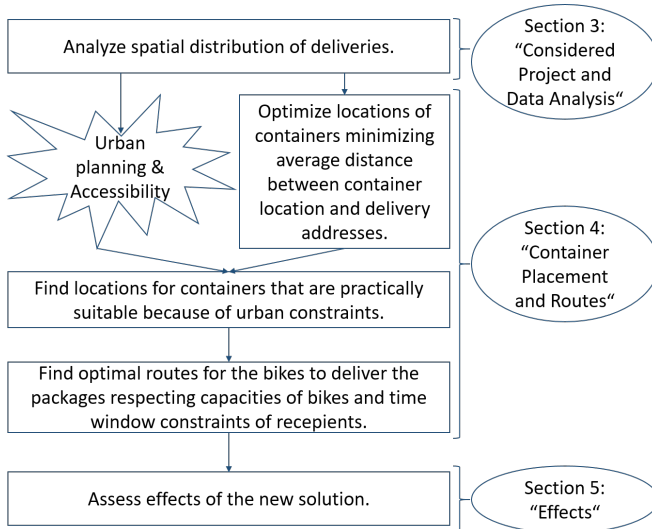 Analyze spatial distribution of deliveries.
Section 3:
“Considered
Project and
Data Analysis“
Urban
planning &
Accessibility
Optimize locations of
containers minimizing
average distance
between container
location and delivery
addresses.
Section 4:
“Container
Placement
and Routes“
Find locations for containers that are practically
suitable because of urban constraints.
Find optimal routes for the bikes to deliver the
packages respecting capacities of bikes and time
window constraints of recepients.
Assess effects of the new solution.
Section 5:
“Effects“